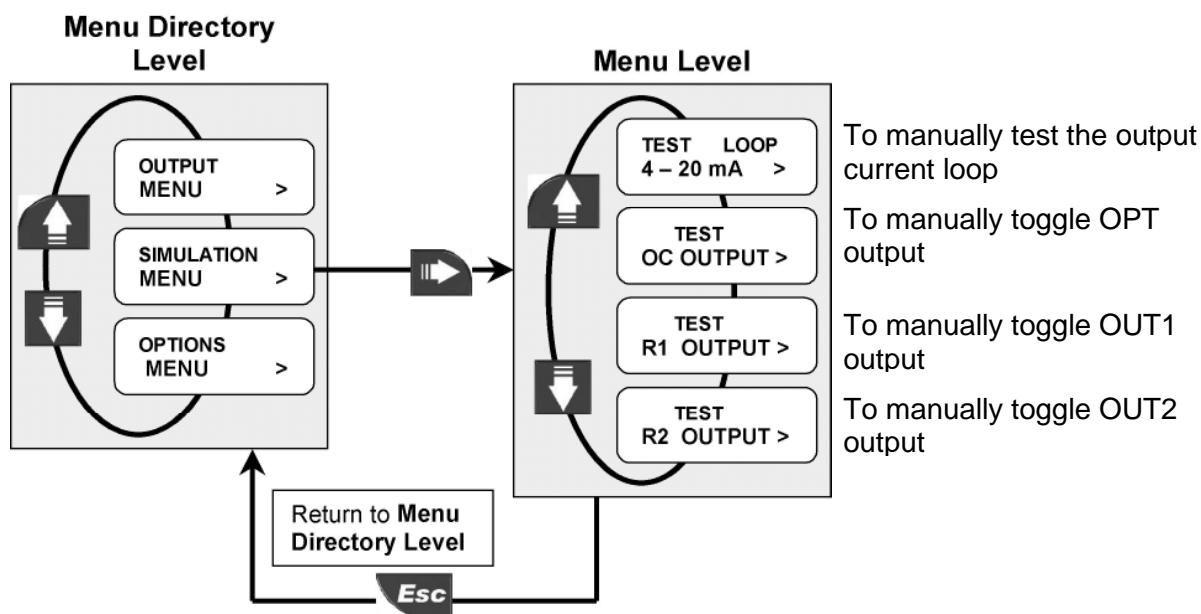 Menu Directory
Level
OUTPUT
MENU >
SIMULATION
MENU >
OPTIONS
MENU >
Menu Level
TEST LOOP
4 – 20 mA >
TEST
OC OUTPUT >
TEST
R1 OUTPUT >
TEST
R2 OUTPUT >
To manually test the output
current loop
To manually toggle OPT
output
To manually toggle OUT1
output
To manually toggle OUT2
output
Return to Menu
Directory Level
Esc